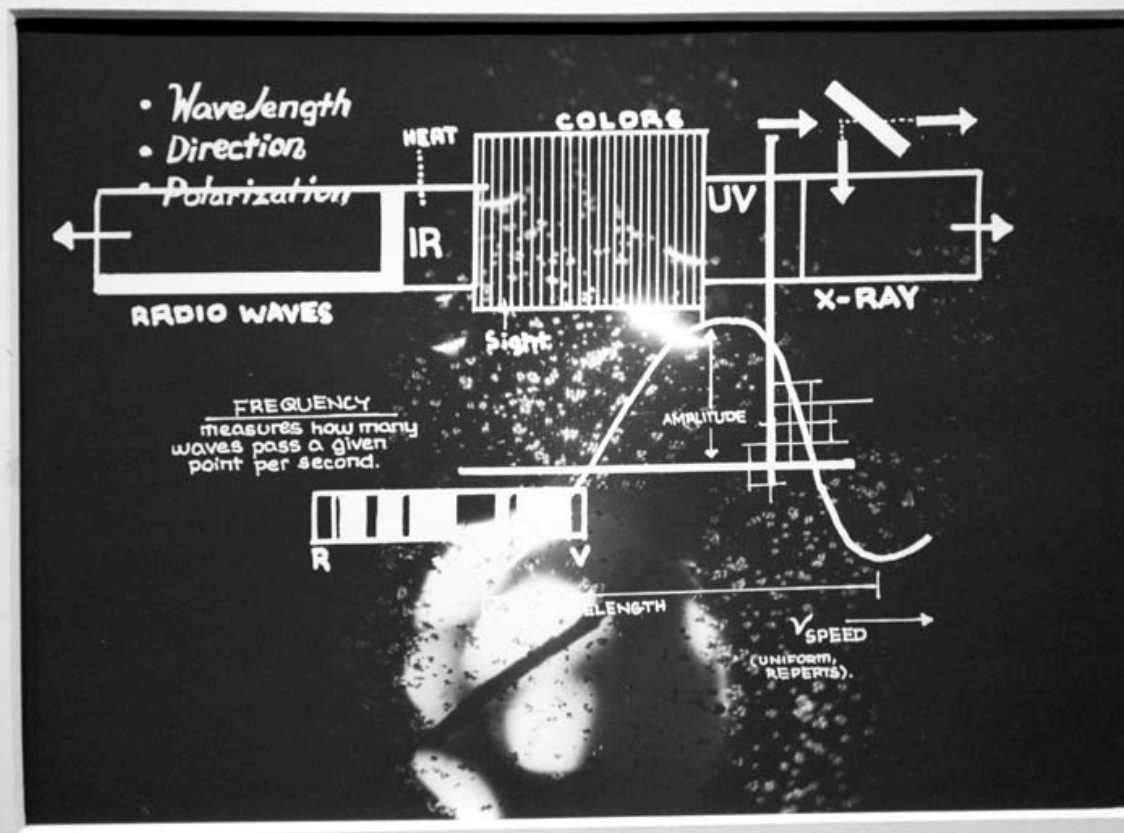 • Wavelength
• Direction
• Polarization
HEAT
COLORS
IR
UV
RADIO WAVES
X-RAY
Sight
FREQUENCY
measures how many
waves pass a given
point per second.
AMPLITUDE
R
V
ELENGTH
V SPEED
(UNIFORM,
REPEATS).